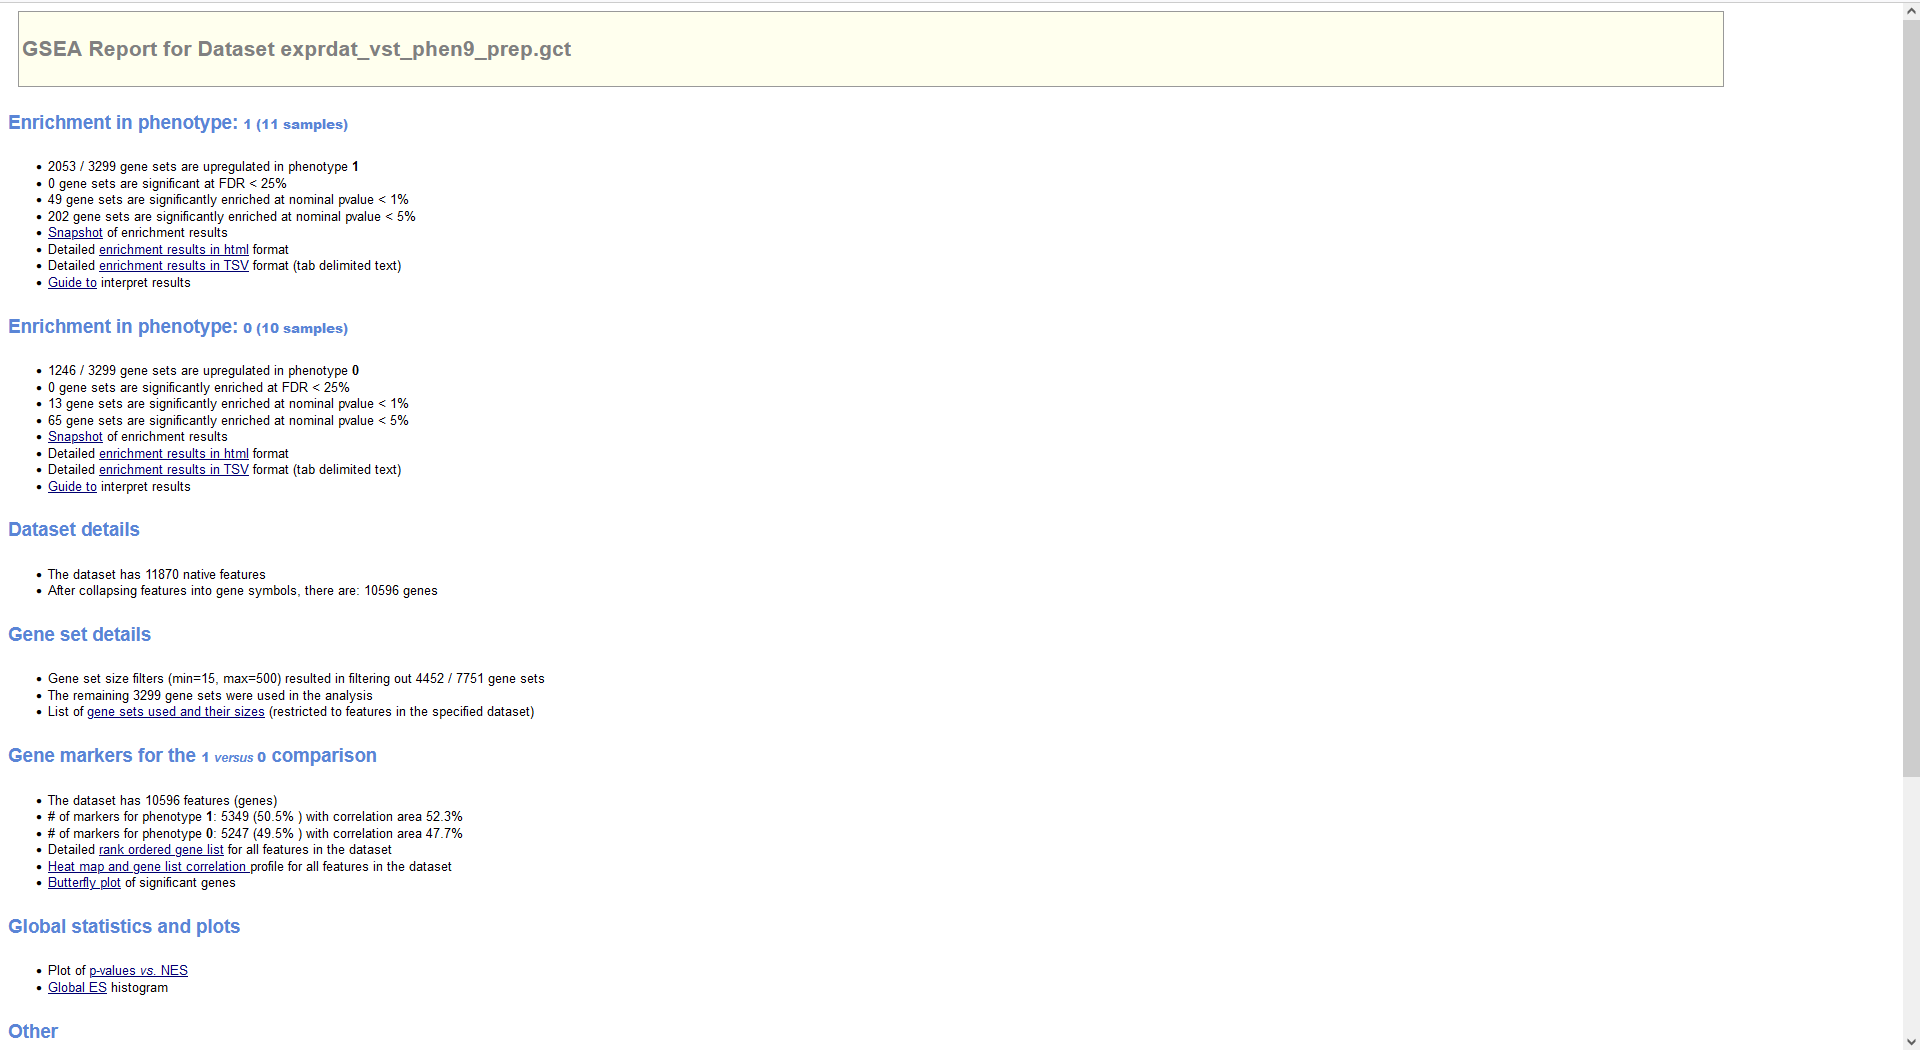 GSEA Report for Dataset exprdat_vst_phen9_prep.gct
Enrichment in phenotype: 1 (11 samples)
• 2053 / 3299 gene sets are upregulated in phenotype 1
• 0 gene sets are significant at FDR < 25%
• 49 gene sets are significantly enriched at nominal pvalue < 1%
• 202 gene sets are significantly enriched at nominal pvalue < 5%
• Snapshot of enrichment results
• Detailed enrichment results in html format
• Detailed enrichment results in TSV format (tab delimited text)
• Guide to interpret results
Enrichment in phenotype: 0 (10 samples)
• 1246 / 3299 gene sets are upregulated in phenotype 0
• 0 gene sets are significantly enriched at FDR < 25%
• 13 gene sets are significantly enriched at nominal pvalue < 1%
• 65 gene sets are significantly enriched at nominal pvalue < 5%
• Snapshot of enrichment results
• Detailed enrichment results in html format
• Detailed enrichment results in TSV format (tab delimited text)
• Guide to interpret results
Dataset details
• The dataset has 11870 native features
• After collapsing features into gene symbols, there are: 10596 genes
Gene set details
• Gene set size filters (min=15, max=500) resulted in filtering out 4452 / 7751 gene sets
• The remaining 3299 gene sets were used in the analysis
• List of gene sets used and their sizes (restricted to features in the specified dataset)
Gene markers for the 1 versus 0 comparison
• The dataset has 10596 features (genes)
• # of markers for phenotype 1: 5349 (50.5% ) with correlation area 52.3%
• # of markers for phenotype 0: 5247 (49.5% ) with correlation area 47.7%
• Detailed rank ordered gene list for all features in the dataset
• Heat map and gene list correlation profile for all features in the dataset
• Butterfly plot of significant genes
Global statistics and plots
• Plot of p-values vs. NES
• Global ES histogram
Other